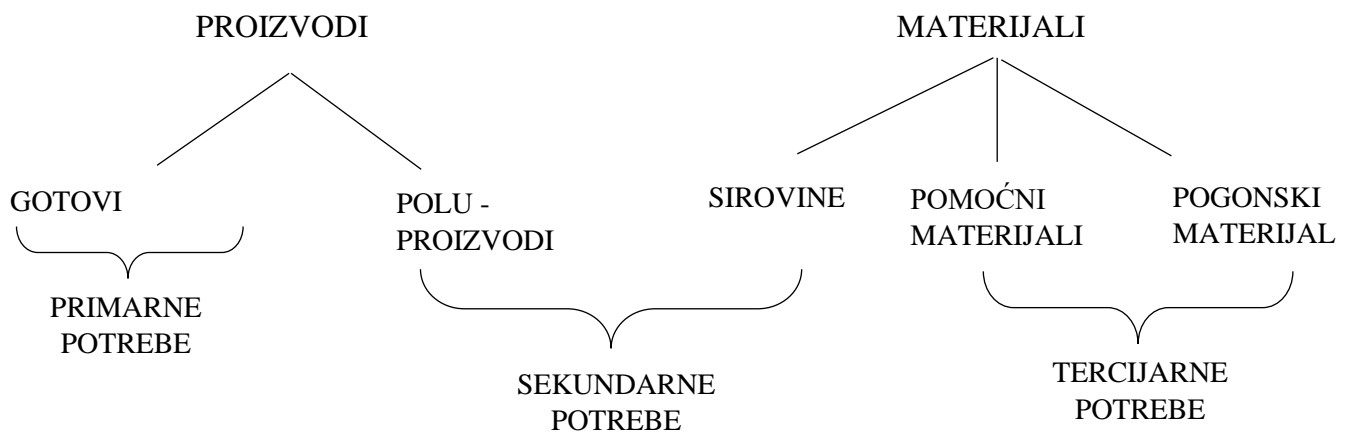 PROIZVODI
MATERIJALI
GOTOVI
POLU -
PROIZVODI
SIROVINE
POMOĆNI
MATERIJALI
POGONSKI
MATERIJAL
PRIMARNE
POTREBE
SEKUNDARNE
POTREBE
TERCIJARNE
POTREBE